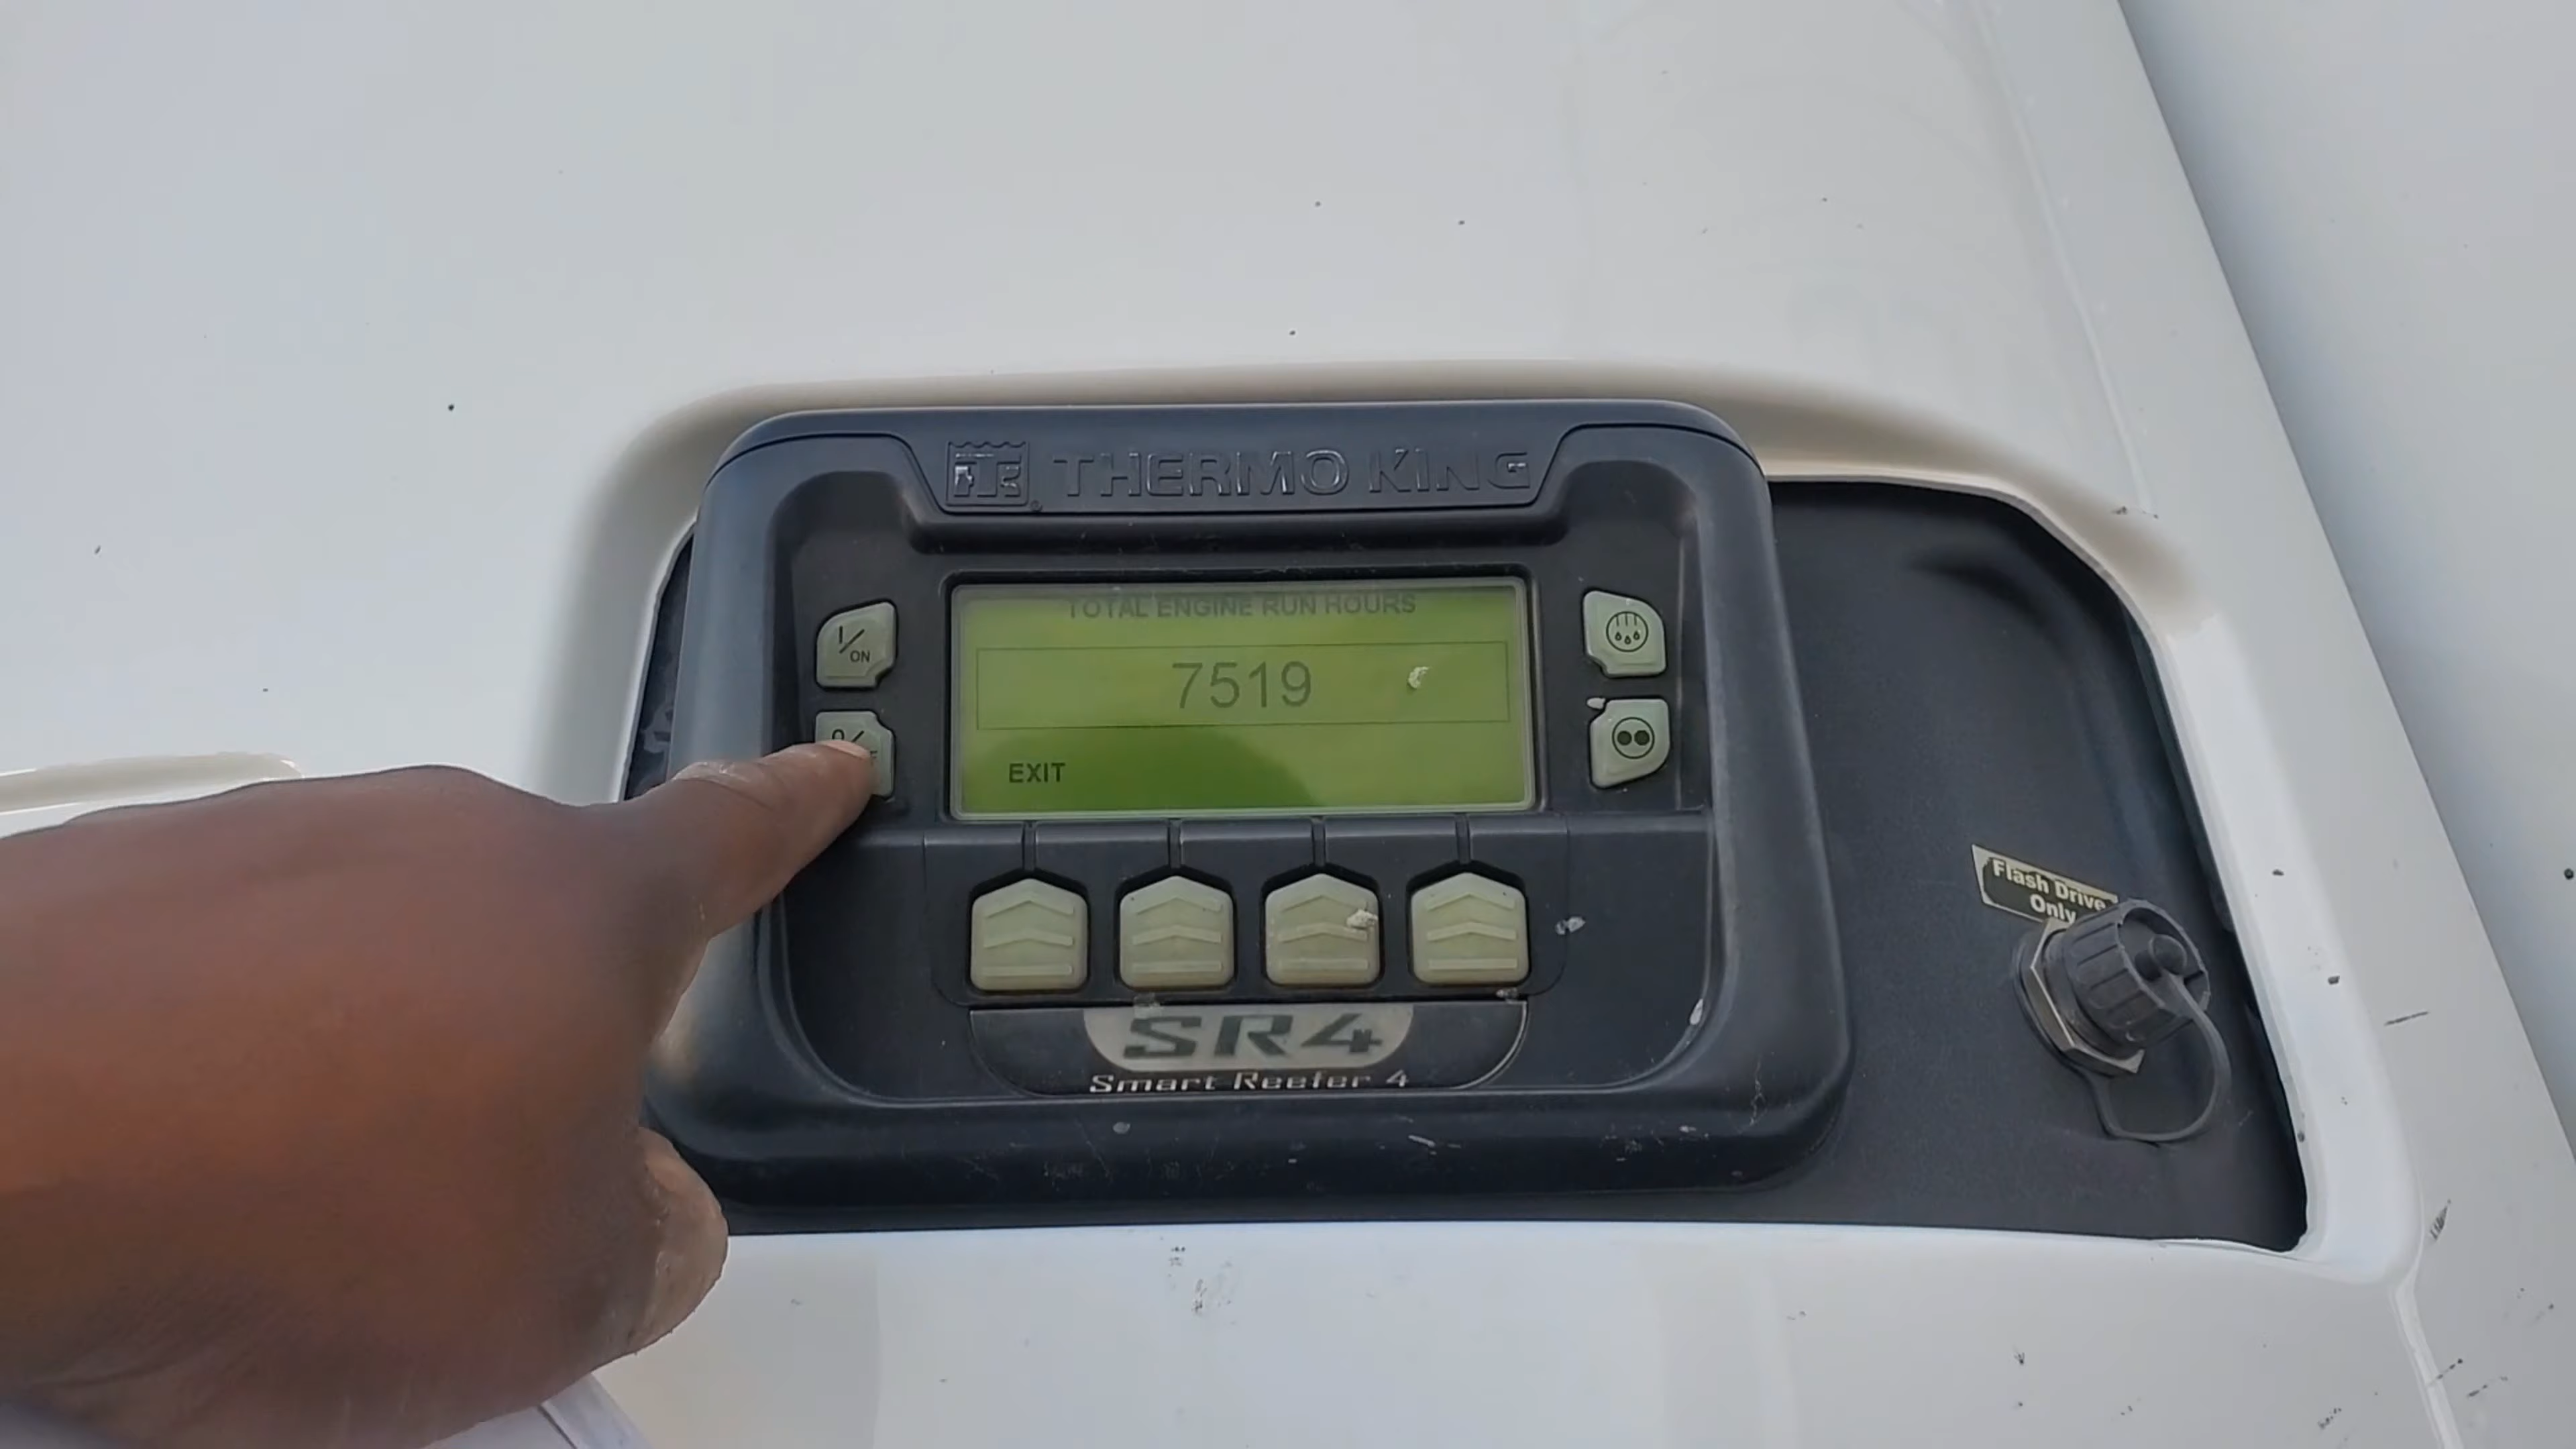 THERMO KING
TOTAL ENGINE RUN HOURS
I/ON
7519
EXIT
Flash Drive
Only
SR4
Smart Reefer 4